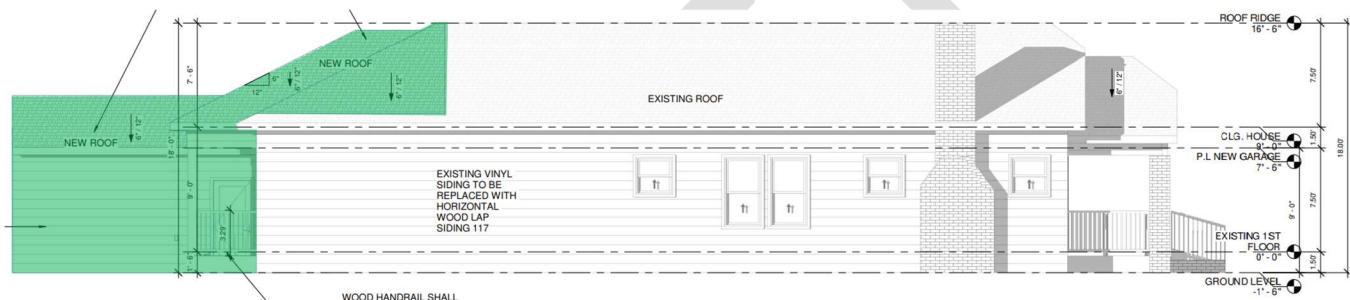 ROOF RIDGE
16' - 6"
NEW ROOF
6"
12"
6" / 12"
6" / 12"
7' - 6"
6" / 12"
7.50'
EXISTING ROOF
6" / 12"
NEW ROOF
18' - 0"
CLG. HOUSE
9' - 0"
1.50'
18.00'
P.L NEW GARAGE
7' - 6"
EXISTING VINYL
SIDING TO BE
REPLACED WITH
HORIZONTAL
WOOD LAP
SIDING 117
9' - 0"
3.29'
9' - 0"
7.50'
EXISTING 1ST
FLOOR
0' - 0"
1' - 6"
1.50'
GROUND LEVEL
-1' - 6"
WOOD HANDRAIL SHALL